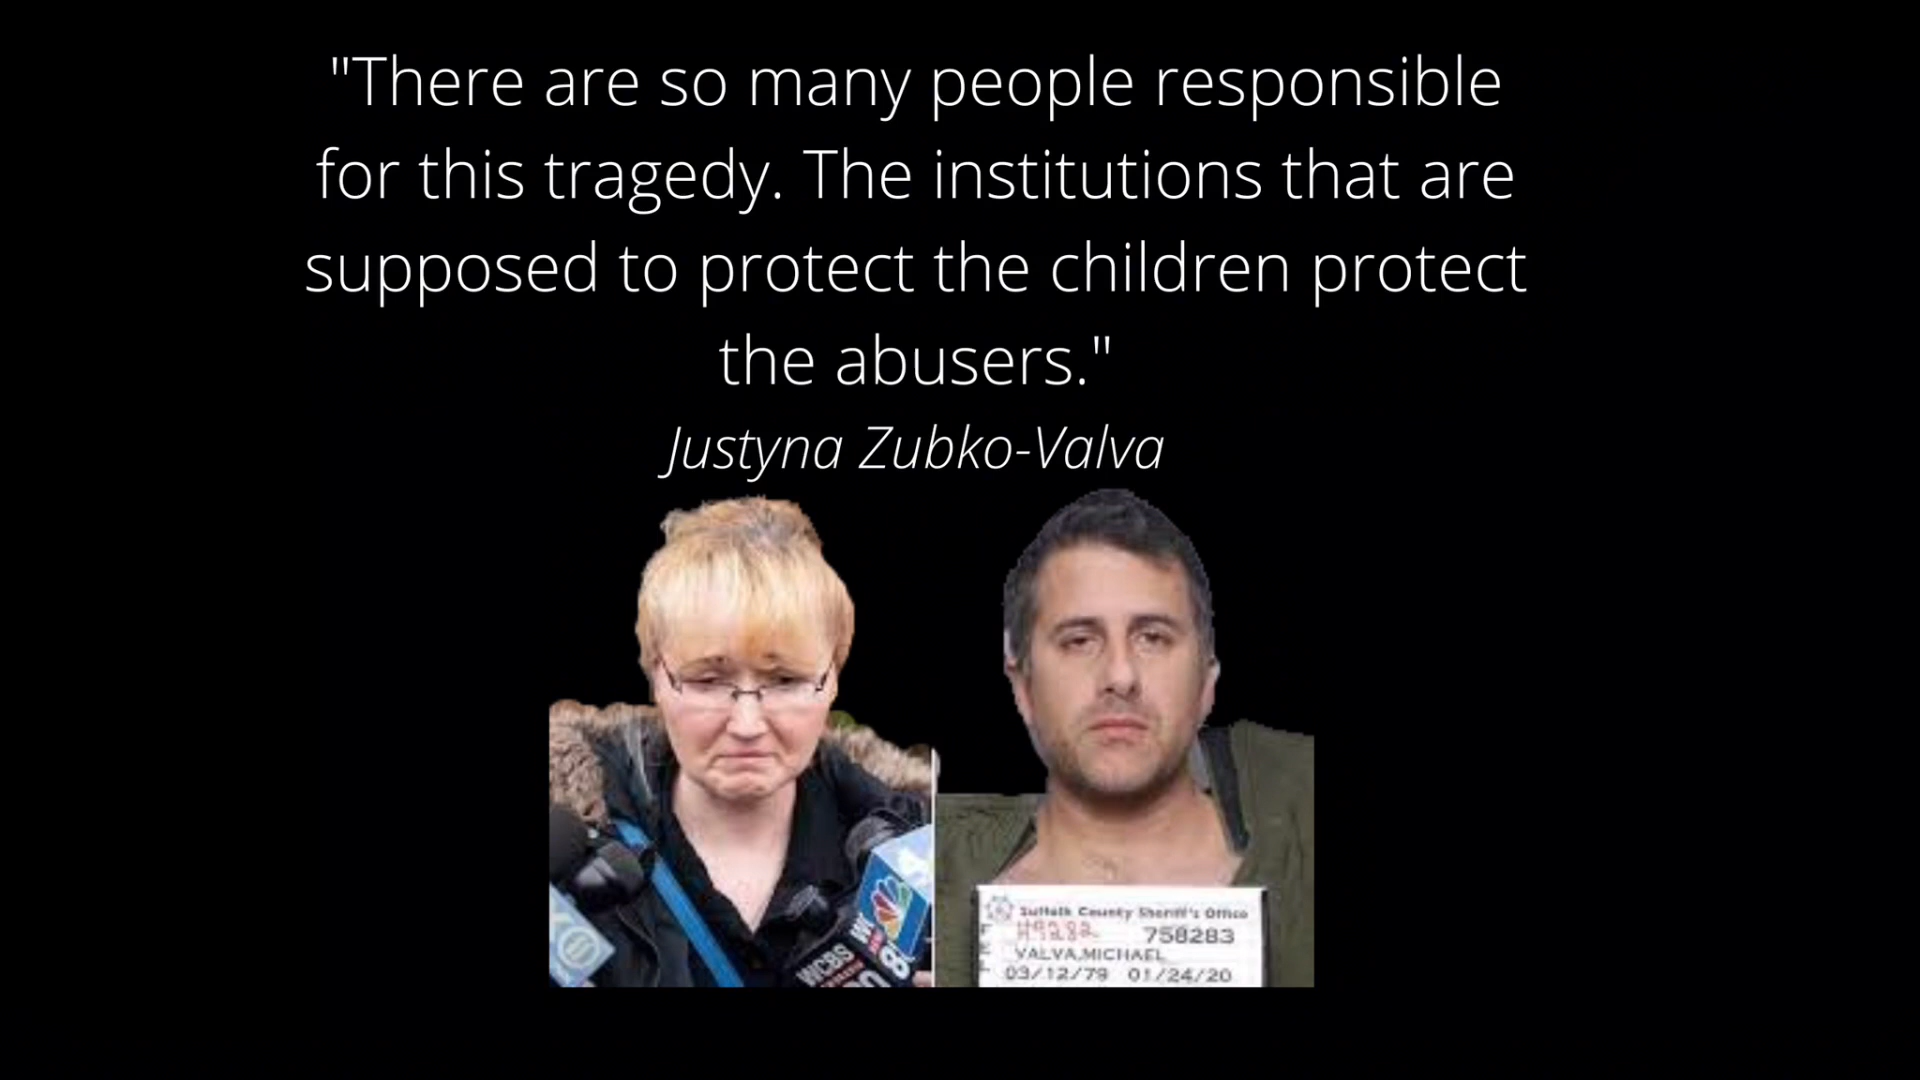 "There are so many people responsible
for this tragedy. The institutions that are
supposed to protect the children protect
the abusers."
Justyna Zubko-Valva
WCBS
Suffolk County Sheriff's Office
758283
VALVA,MICHAEL
03/12/79 01/24/20